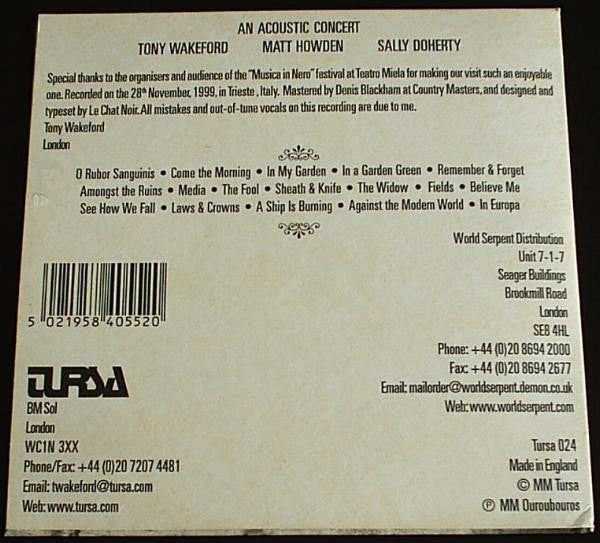 AN ACOUSTIC CONCERT
TONY WAKEFORD MATT HOWDEN SALLY DOHERTY
Special thanks to the organisers and audience of the "Musica in Nero" festival at Teatro Miela for making our visit such an enjoyable
one. Recorded on the 28th November, 1999, in Trieste, Italy. Mastered by Denis Blackham at Country Masters, and designed and
typeset by Le Chat Noir. All mistakes and out-of-tune vocals on this recording are due to me.
Tony Wakeford
London
O Rubor Sanguinis • Come the Morning • In My Garden • In a Garden Green • Remember & Forget
Amongst the Ruins • Media • The Fool • Sheath & Knife • The Widow • Fields • Believe Me
See How We Fall • Laws & Crowns • A Ship Is Burning • Against the Modern World • In Europa
World Serpent Distribution
Unit 7-1-7
Seager Buildings
Brookmill Road
London
SE8 4HL
Phone: +44 (0)20 8694 2000
Fax: +44 (0)20 8694 2677
Email: mailorder@worldserpent.demon.co.uk
Web: www.worldserpent.com
5 021958 405520
TURSA
BM Sol
London
WC1N 3XX
Phone/Fax: +44 (0)20 7207 4481
Email: twakeford@tursa.com
Web: www.tursa.com
Tursa 024
Made in England
© MM Tursa
℗ MM Ouroubouros